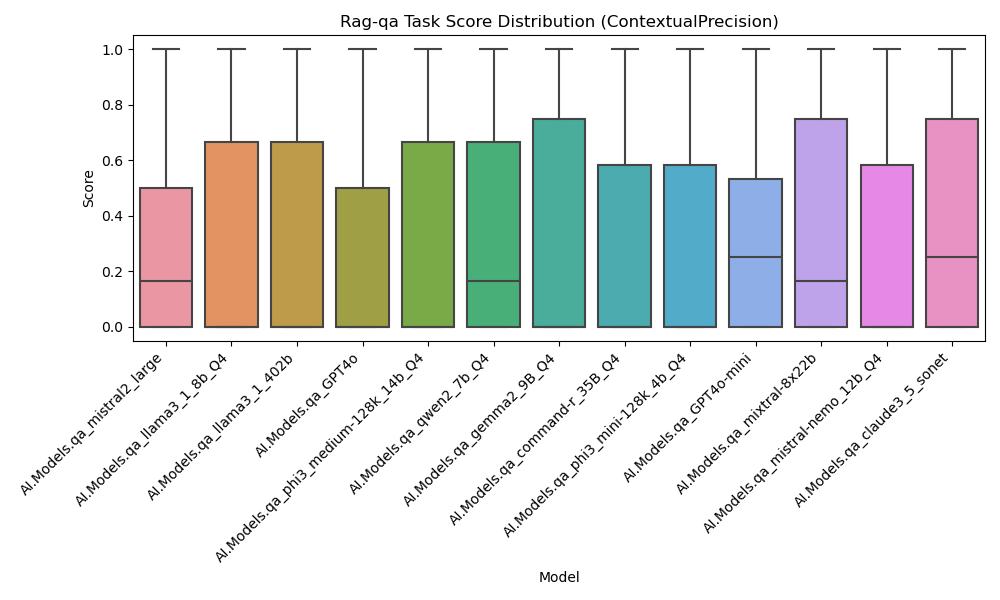 Rag-qa Task Score Distribution (ContextualPrecision)
Score
1.0
0.8
0.6
0.4
0.2
0.0
AI.Models.qa_mistral2_large
AI.Models.qa_llama3_1_8b_Q4
AI.Models.qa_llama3_1_402b
AI.Models.qa_GPT4o
AI.Models.qa_phi3_medium-128k_14b_Q4
AI.Models.qa_qwen2_7b_Q4
AI.Models.qa_gemma2_9B_Q4
AI.Models.qa_command-r_35B_Q4
AI.Models.qa_phi3_mini-128k_4b_Q4
AI.Models.qa_GPT4o-mini
AI.Models.qa_mixtral-8x22b
AI.Models.qa_mistral-nemo_12b_Q4
AI.Models.qa_claude3_5_sonet
Model